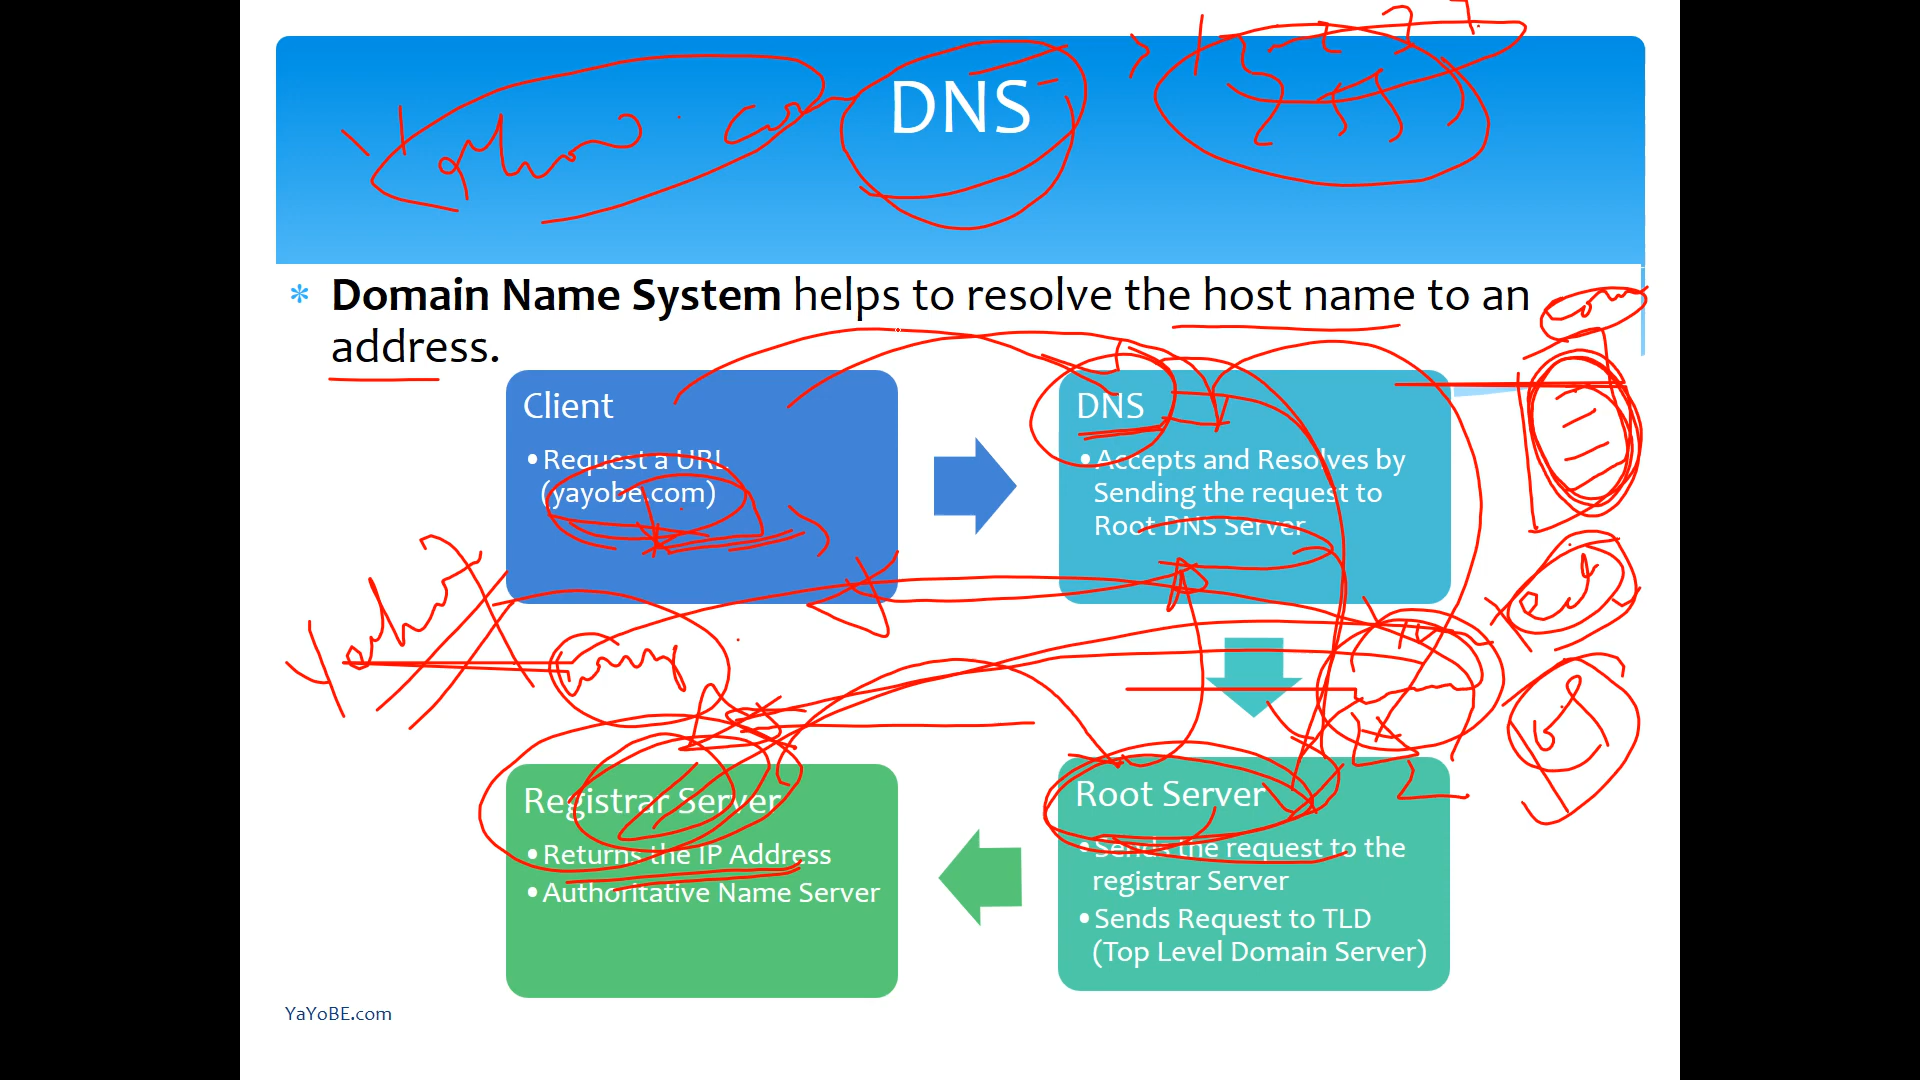 DNS
* Domain Name System helps to resolve the host name to an
address.
Client
• Request a URL
(yayobe.com)
DNS
• Accepts and Resolves by
Sending the request to
Root DNS Server
Registrar Server
• Returns the IP Address
• Authoritative Name Server
Root Server
• Sends the request to the
registrar Server
• Sends Request to TLD
(Top Level Domain Server)
YaYoBE.com